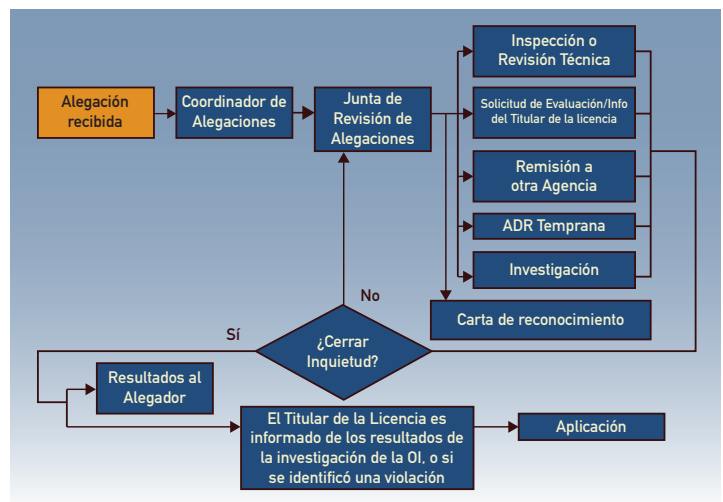 Alegación
recibida
Coordinador de
Alegaciones
Junta de
Revisión de
Alegaciones
Inspección o
Revisión Técnica
Solicitud de Evaluación/Info
del Titular de la licencia
Remisión a
otra Agencia
ADR Temprana
Investigación
Carta de reconocimiento
No
Sí
¿Cerrar
Inquietud?
Resultados al
Alegador
El Titular de la Licencia es
informado de los resultados de
la investigación de la OI, o si
se identificó una violación
Aplicación